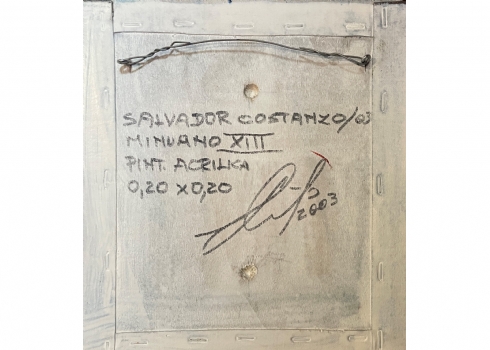 SALVADOR COSTANZO/03
MINUANO XIII
PINT. ACRILICA
0,20 x 0,20
2003